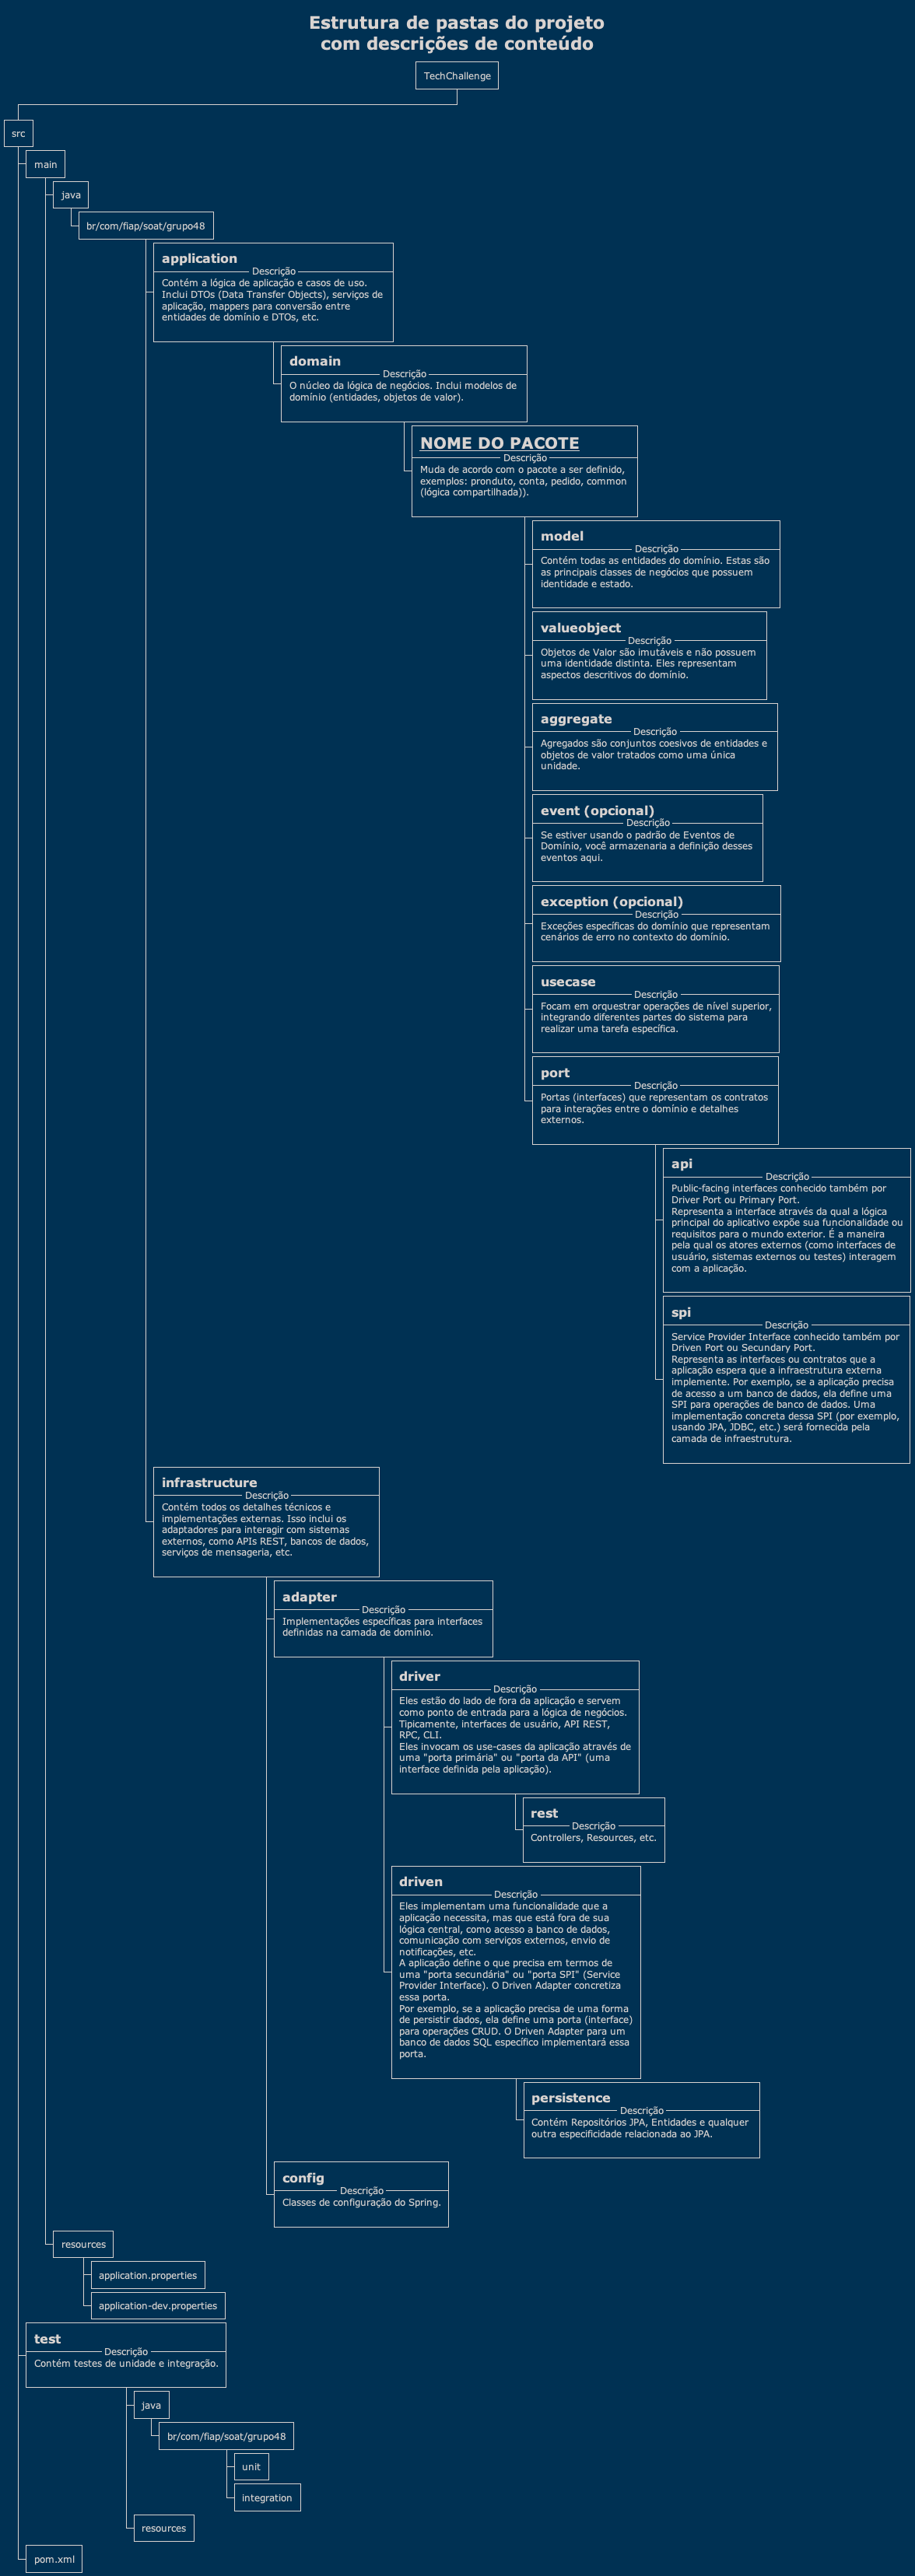 Estrutura de pastas do projeto
com descrições de conteúdo
TechChallenge
src
main
java
br/com/fiap/soat/grupo48
application
Descrição
Contém a lógica de aplicação e casos de uso.
Inclui DTOs (Data Transfer Objects), serviços de
aplicação, mappers para conversão entre
entidades de domínio e DTOs, etc.
domain
Descrição
O núcleo da lógica de negócios. Inclui modelos de
domínio (entidades, objetos de valor).
NOME DO PACOTE
Descrição
Muda de acordo com o pacote a ser definido,
exemplos: pronduto, conta, pedido, common
(lógica compartilhada)).
model
Descrição
Contém todas as entidades do domínio. Estas são
as principais classes de negócios que possuem
identidade e estado.
valueobject
Descrição
Objetos de Valor são imutáveis e não possuem
uma identidade distinta. Eles representam
aspectos descritivos do domínio.
aggregate
Descrição
Agregados são conjuntos coesivos de entidades e
objetos de valor tratados como uma única
unidade.
event (opcional)
Descrição
Se estiver usando o padrão de Eventos de
Domínio, você armazenaria a definição desses
eventos aqui.
exception (opcional)
Descrição
Exceções específicas do domínio que representam
cenários de erro no contexto do domínio.
usecase
Descrição
Focam em orquestrar operações de nível superior,
integrando diferentes partes do sistema para
realizar uma tarefa específica.
port
Descrição
Portas (interfaces) que representam os contratos
para interações entre o domínio e detalhes
externos.
api
Descrição
Public-facing interfaces conhecido também por
Driver Port ou Primary Port.
Representa a interface através da qual a lógica
principal do aplicativo expõe sua funcionalidade ou
requisitos para o mundo exterior. É a maneira
pela qual os atores externos (como interfaces de
usuário, sistemas externos ou testes) interagem
com a aplicação.
spi
Descrição
Service Provider Interface conhecido também por
Driven Port ou Secundary Port.
Representa as interfaces ou contratos que a
aplicação espera que a infraestrutura externa
implemente. Por exemplo, se a aplicação precisa
de acesso a um banco de dados, ela define uma
SPI para operações de banco de dados. Uma
implementação concreta dessa SPI (por exemplo,
usando JPA, JDBC, etc.) será fornecida pela
camada de infraestrutura.
infrastructure
Descrição
Contém todos os detalhes técnicos e
implementações externas. Isso inclui os
adaptadores para interagir com sistemas
externos, como APIs REST, bancos de dados,
serviços de mensageria, etc.
adapter
Descrição
Implementações específicas para interfaces
definidas na camada de domínio.
driver
Descrição
Eles estão do lado de fora da aplicação e servem
como ponto de entrada para a lógica de negócios.
Tipicamente, interfaces de usuário, API REST,
RPC, CLI.
Eles invocam os use-cases da aplicação através de
uma "porta primária" ou "porta da API" (uma
interface definida pela aplicação).
rest
Descrição
Controllers, Resources, etc.
driven
Descrição
Eles implementam uma funcionalidade que a
aplicação necessita, mas que está fora de sua
lógica central, como acesso a banco de dados,
comunicação com serviços externos, envio de
notificações, etc.
A aplicação define o que precisa em termos de
uma "porta secundária" ou "porta SPI" (Service
Provider Interface). O Driven Adapter concretiza
essa porta.
Por exemplo, se a aplicação precisa de uma forma
de persistir dados, ela define uma porta (interface)
para operações CRUD. O Driven Adapter para um
banco de dados SQL específico implementará essa
porta.
persistence
Descrição
Contém Repositórios JPA, Entidades e qualquer
outra especificidade relacionada ao JPA.
config
Descrição
Classes de configuração do Spring.
resources
application.properties
application-dev.properties
test
Descrição
Contém testes de unidade e integração.
java
br/com/fiap/soat/grupo48
unit
integration
resources
pom.xml